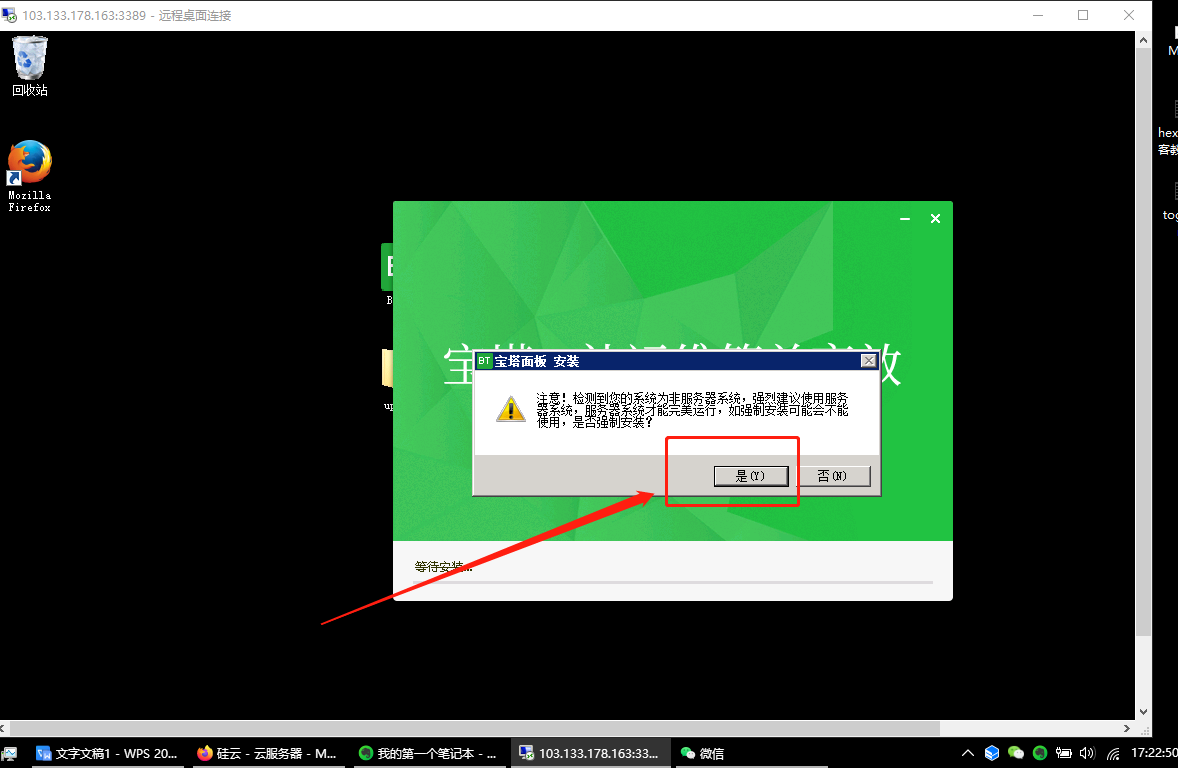 103.133.178.163:3389 - 远程桌面连接
回收站
Mozilla
Firefox
BT 宝塔面板 安装
注意！检测到您的系统为非服务器系统，强烈建议使用服务
器系统，服务器系统才能完美运行，如强制安装可能会不能
使用，是否强制安装？
是(Y)
否(N)
等待安装...
文字文稿1 - WPS 20...
硅云 - 云服务器 - M...
我的第一个笔记本 - ...
103.133.178.163:33...
微信
17:22:50